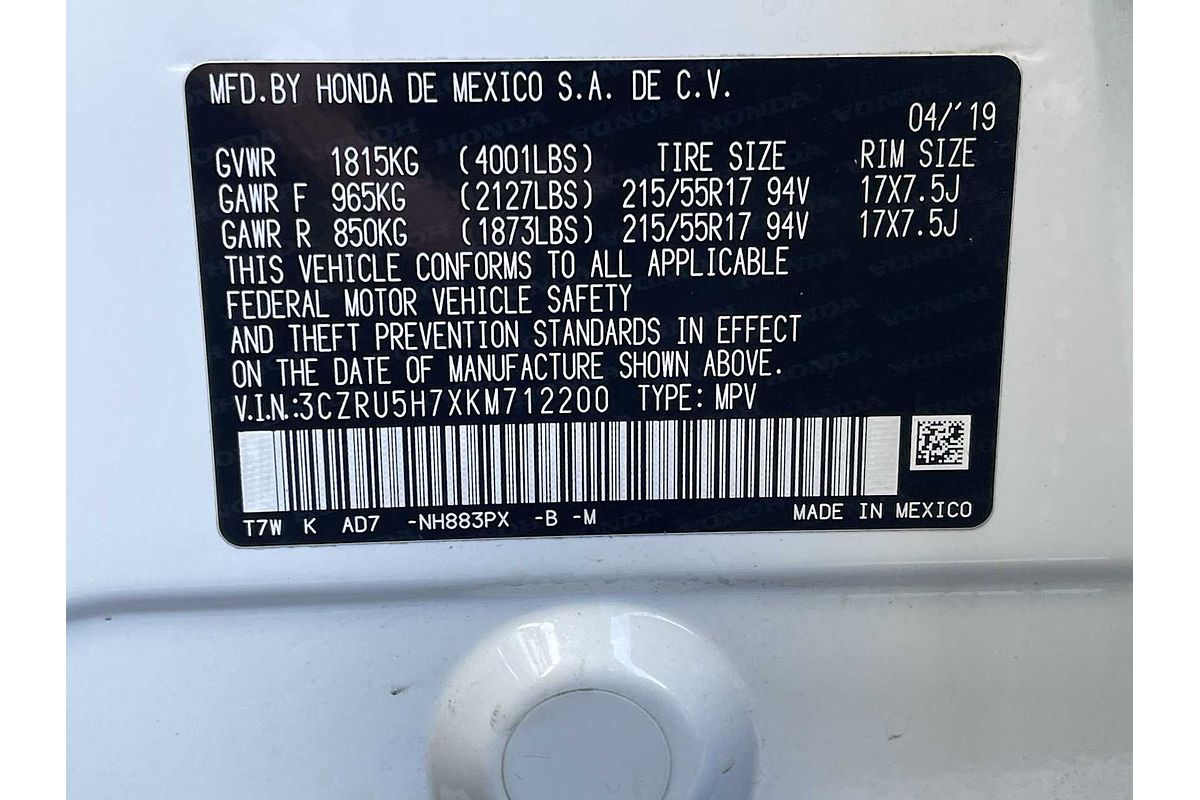 MFD.BY HONDA DE MEXICO S.A. DE C.V.
04/'19
GVWR 1815KG (4001LBS) TIRE SIZE RIM SIZE
GAWR F 965KG (2127LBS) 215/55R17 94V 17X7.5J
GAWR R 850KG (1873LBS) 215/55R17 94V 17X7.5J
THIS VEHICLE CONFORMS TO ALL APPLICABLE
FEDERAL MOTOR VEHICLE SAFETY
AND THEFT PREVENTION STANDARDS IN EFFECT
ON THE DATE OF MANUFACTURE SHOWN ABOVE.
V.I.N.:3CZRU5H7XKM712200 TYPE: MPV
T7W K AD7 -NH883PX -B -M MADE IN MEXICO